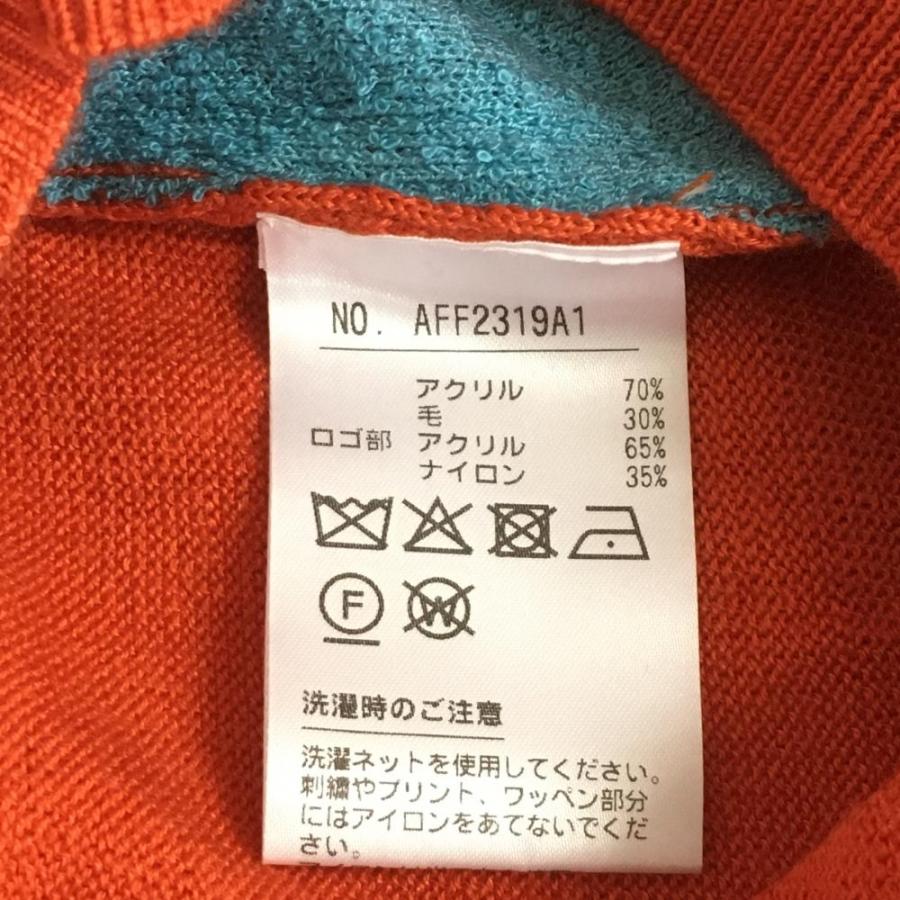 NO. AFF2319A1
アクリル 70%
毛 30%
ロゴ部 アクリル 65%
ナイロン 35%
F
W
洗濯時のご注意
洗濯ネットを使用してください。
刺繍やプリント、ワッペン部分
にはアイロンをあてないでくだ
さい。